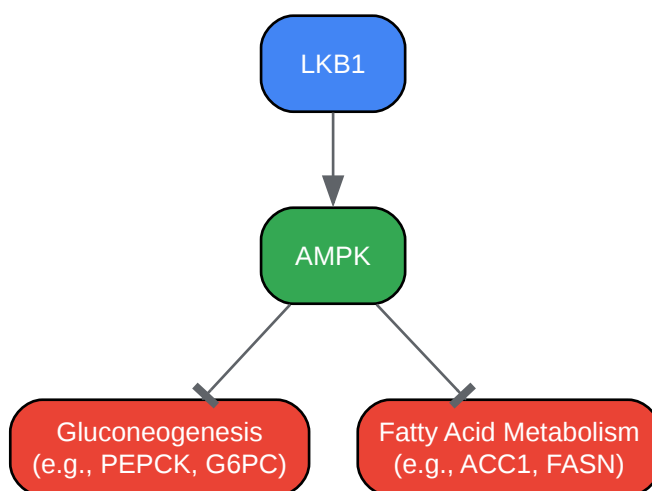 LKB1
AMPK
Gluconeogenesis
(e.g., PEPCK, G6PC)
Fatty Acid Metabolism
(e.g., ACC1, FASN)